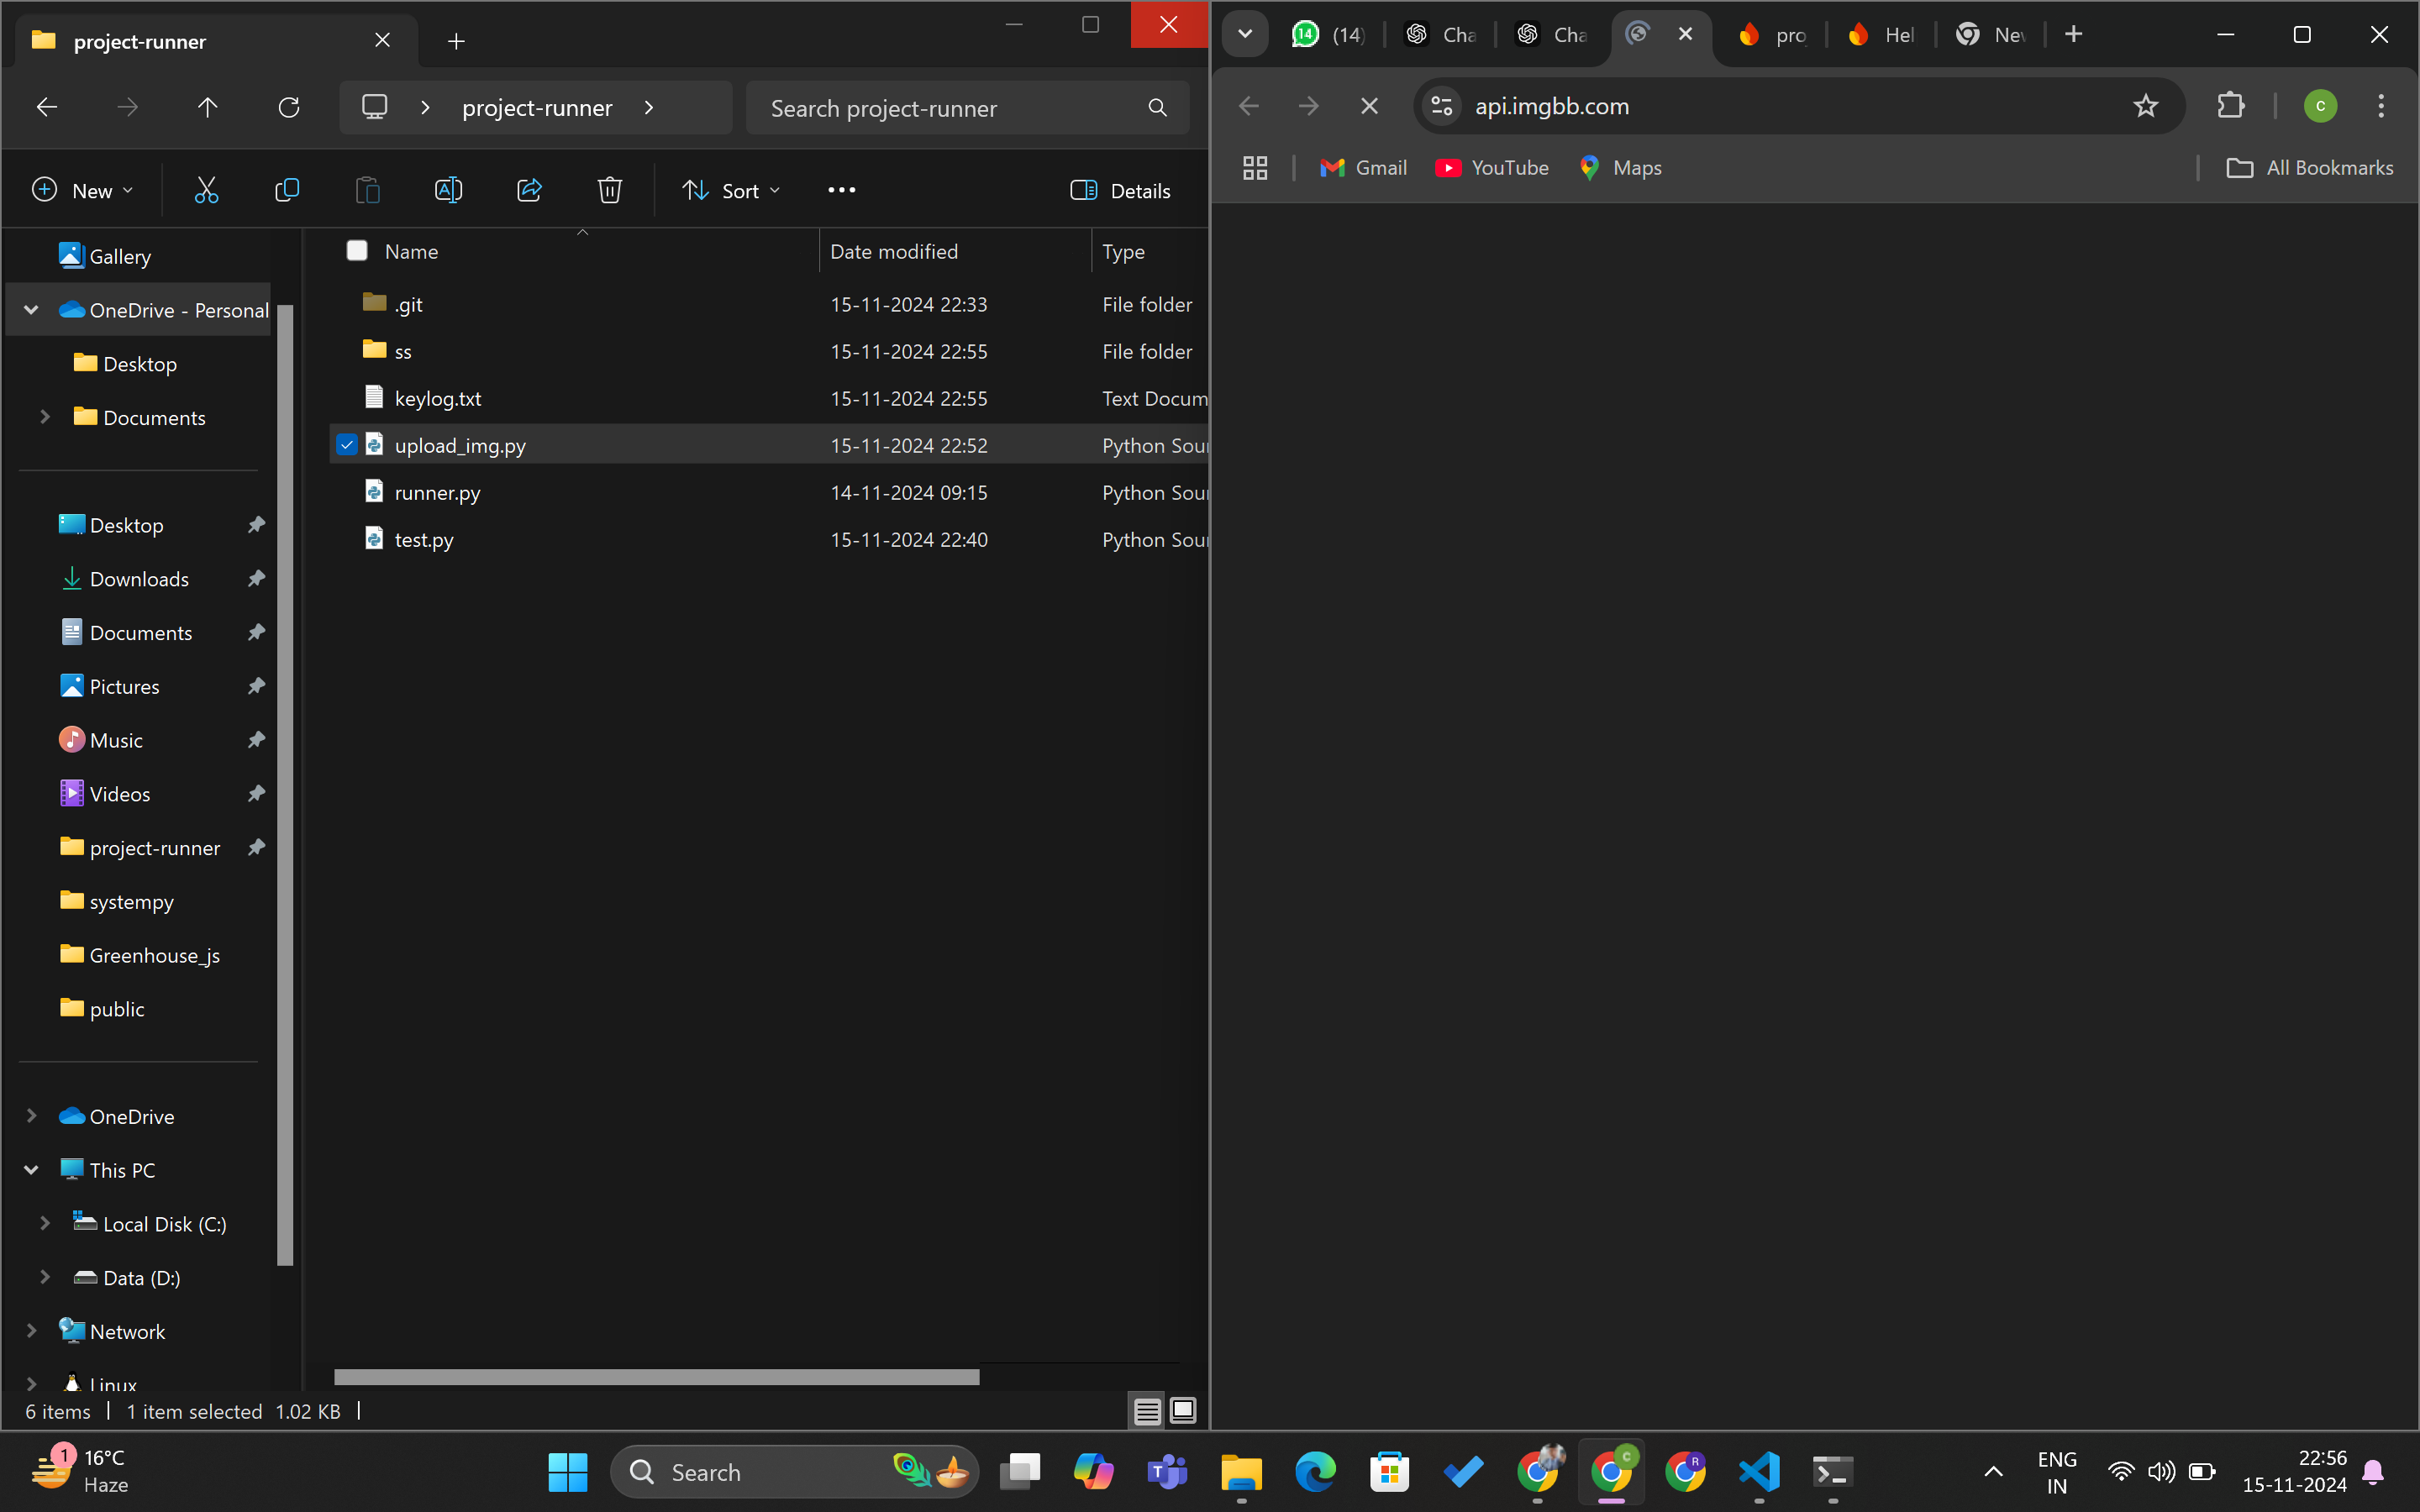 project-runner
project-runner
Search project-runner
New
Sort
Details
Gallery
OneDrive - Personal
Desktop
Documents
Desktop
Downloads
Documents
Pictures
Music
Videos
project-runner
systempy
Greenhouse_js
public
OneDrive
This PC
Local Disk (C:)
Data (D:)
Network
Linux
Name Date modified Type
.git 15-11-2024 22:33 File folder
ss 15-11-2024 22:55 File folder
keylog.txt 15-11-2024 22:55 Text Docum
upload_img.py 15-11-2024 22:52 Python Sour
runner.py 14-11-2024 09:15 Python Sour
test.py 15-11-2024 22:40 Python Sour
6 items 1 item selected 1.02 KB
14 (14) Cha Cha pro Hel Nev
api.imgbb.com
C
Gmail YouTube Maps All Bookmarks
1
16°C
Haze
Search
T
C
R
ENG
IN
22:56
15-11-2024